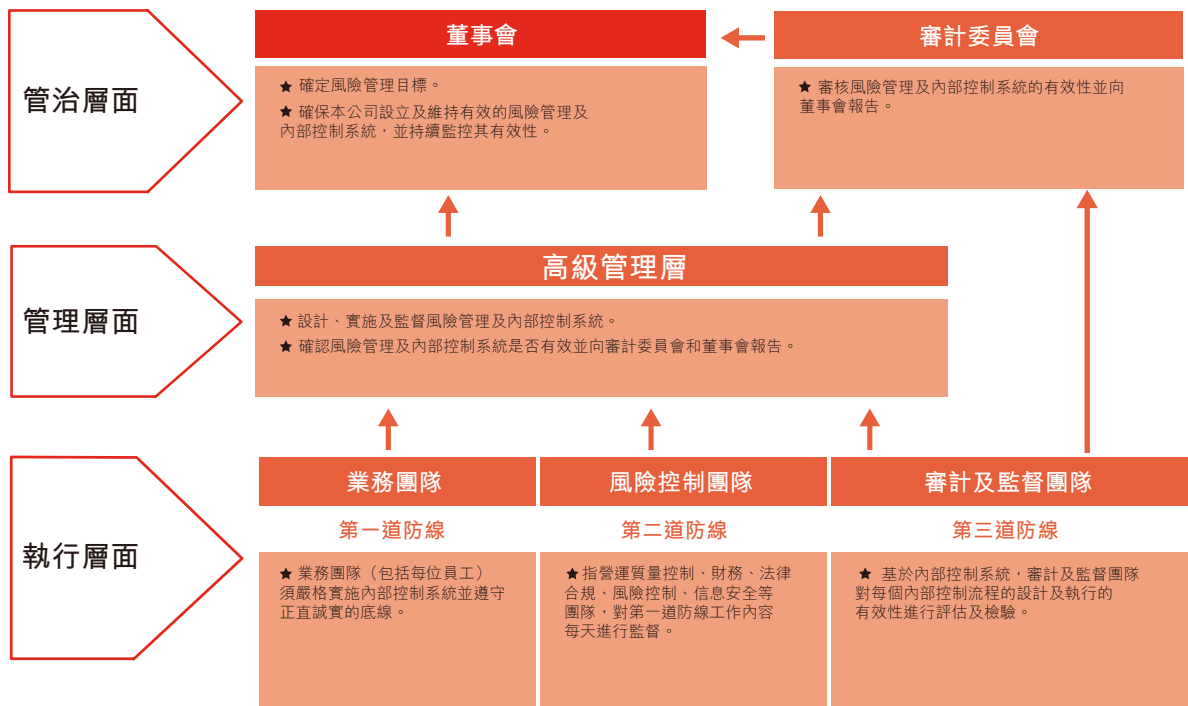 管治層面
董事會
★ 確定風險管理目標。
★ 確保本公司設立及維持有效的風險管理及
內部控制系統，並持續監控其有效性。
審計委員會
★ 審核風險管理及內部控制系統的有效性並向
董事會報告。
管理層面
高級管理層
★ 設計、實施及監督風險管理及內部控制系統。
★ 確認風險管理及內部控制系統是否有效並向審計委員會和董事會報告。
執行層面
業務團隊
第一道防線
★ 業務團隊（包括每位員工）
須嚴格實施內部控制系統並遵守
正直誠實的底線。
風險控制團隊
第二道防線
★指營運質量控制、財務、法律
合規、風險控制、信息安全等
團隊，對第一道防線工作內容
每天進行監督。
審計及監督團隊
第三道防線
★ 基於內部控制系統，審計及監督團隊
對每個內部控制流程的設計及執行的
有效性進行評估及檢驗。